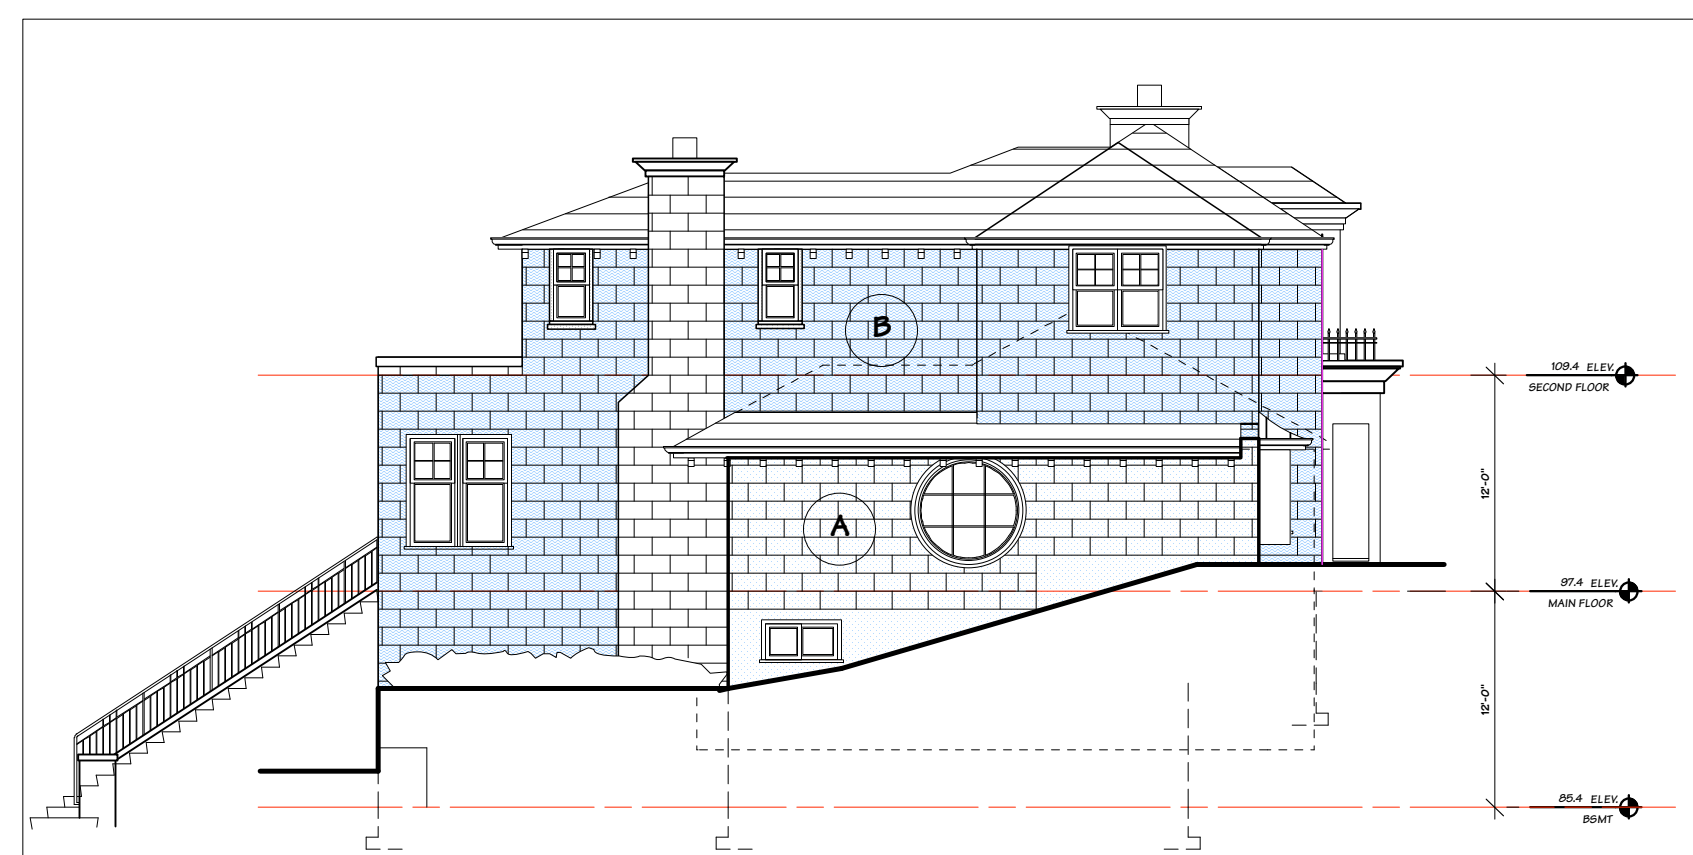 B
109.4 ELEV.
SECOND FLOOR
12'-0"
A
97.4 ELEV.
MAIN FLOOR
12'-0"
85.4 ELEV.
BSMT